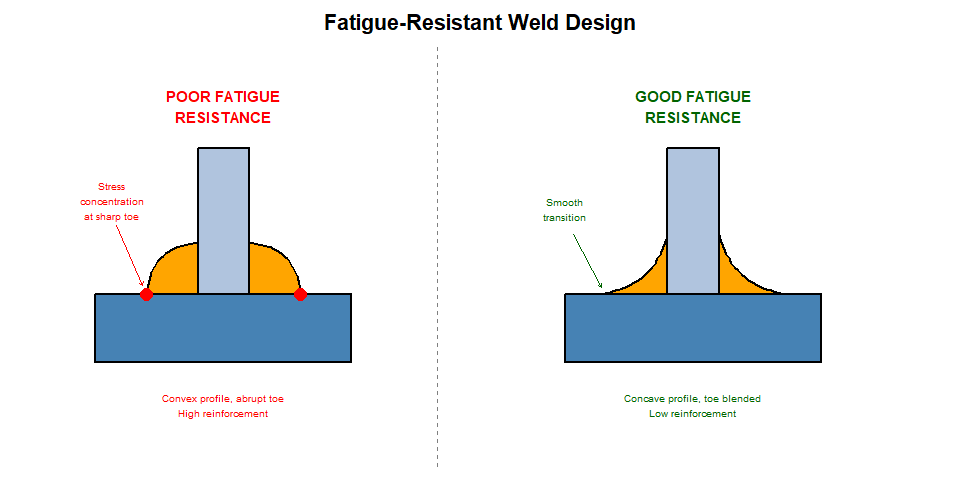 Fatigue-Resistant Weld Design
POOR FATIGUE
RESISTANCE
Stress
concentration
at sharp toe
Convex profile, abrupt toe
High reinforcement
GOOD FATIGUE
RESISTANCE
Smooth
transition
Concave profile, toe blended
Low reinforcement